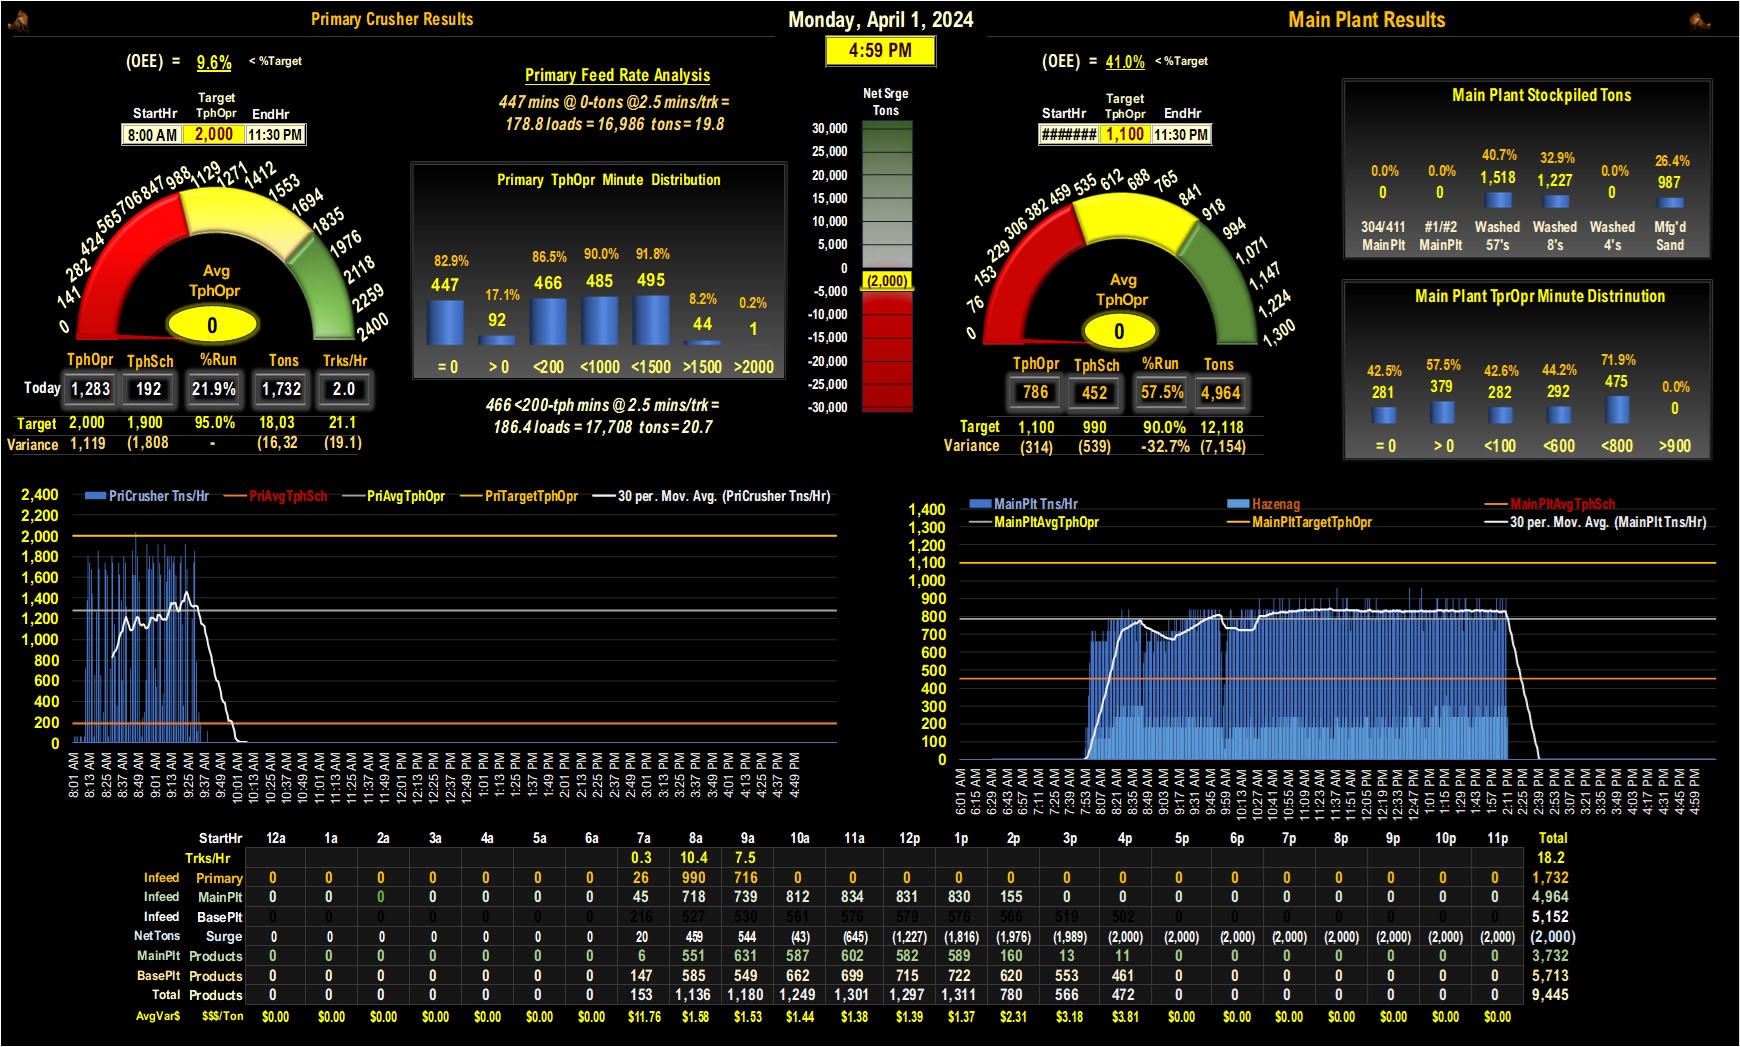 Primary Crusher Results
Monday, April 1, 2024
Main Plant Results
4:59 PM
(OEE) = 9.6% < %Target
StartHr Target TphOpr EndHr
8:00 AM 2,000 11:30 PM
0 141 282 424 565 706 847 988 1129 1271 1412 1553 1694 1835 1976 2118 2259 2400
Avg
TphOpr
0
TphOpr TphSch %Run Tons Trks/Hr
Today 1,283 192 21.9% 1,732 2.0
Target 2,000 1,900 95.0% 18,03 21.1
Variance 1,119 (1,808 - (16,32 (19.1)
Primary Feed Rate Analysis
447 mins @ 0-tons @2.5 mins/trk =
178.8 loads = 16,986 tons = 19.8
Primary TphOpr Minute Distribution
82.9% 17.1% 86.5% 90.0% 91.8% 8.2% 0.2%
447 92 466 485 495 44 1
= 0 > 0 <200 <1000 <1500 >1500 >2000
466 <200-tph mins @ 2.5 mins/trk =
186.4 loads = 17,708 tons = 20.7
Net Srge
Tons
30,000
25,000
20,000
15,000
10,000
5,000
0
(2,000)
-5,000
-10,000
-15,000
-20,000
-25,000
-30,000
(OEE) = 41.0% < %Target
StartHr Target TphOpr EndHr
####### 1,100 11:30 PM
0 76 153 229 306 382 459 535 612 688 765 841 918 994 1,071 1,147 1,224 1,300
Avg
TphOpr
0
TphOpr TphSch %Run Tons
786 452 57.5% 4,964
Target 1,100 990 90.0% 12,118
Variance (314) (539) -32.7% (7,154)
Main Plant Stockpiled Tons
0.0% 0.0% 40.7% 32.9% 0.0% 26.4%
0 0 1,518 1,227 0 987
304/411 #1/#2 Washed Washed Washed Mfg'd
MainPlt MainPlt 57's 8's 4's Sand
Main Plant TprOpr Minute Distrinution
42.5% 57.5% 42.6% 44.2% 71.9% 0.0%
281 379 282 292 475 0
= 0 > 0 <100 <600 <800 >900
PriCrusher Tns/Hr PriAvgTphSch PriAvgTphOpr PriTargetTphOpr 30 per. Mov. Avg. (PriCrusher Tns/Hr)
2,400
2,200
2,000
1,800
1,600
1,400
1,200
1,000
800
600
400
200
0
8:01 AM 8:13 AM 8:25 AM 8:37 AM 8:49 AM 9:01 AM 9:13 AM 9:25 AM 9:37 AM 9:49 AM 10:01 AM 10:13 AM 10:25 AM 10:37 AM 10:49 AM 11:01 AM 11:13 AM 11:25 AM 11:37 AM 11:49 AM 12:01 PM 12:13 PM 12:25 PM 12:37 PM 12:49 PM 1:01 PM 1:13 PM 1:25 PM 1:37 PM 1:49 PM 2:01 PM 2:13 PM 2:25 PM 2:37 PM 2:49 PM 3:01 PM 3:13 PM 3:25 PM 3:37 PM 3:49 PM 4:01 PM 4:13 PM 4:25 PM 4:37 PM 4:49 PM
MainPlt Tns/Hr Hazenag MainPltAvgTphSch
MainPltAvgTphOpr MainPltTargetTphOpr 30 per. Mov. Avg. (MainPlt Tns/Hr)
1,400
1,300
1,200
1,100
1,000
900
800
700
600
500
400
300
200
100
0
6:01 AM 6:15 AM 6:29 AM 6:43 AM 6:57 AM 7:11 AM 7:25 AM 7:39 AM 7:53 AM 8:07 AM 8:21 AM 8:35 AM 8:49 AM 9:03 AM 9:17 AM 9:31 AM 9:45 AM 9:59 AM 10:13 AM 10:27 AM 10:41 AM 10:55 AM 11:09 AM 11:23 AM 11:37 AM 11:51 AM 12:05 PM 12:19 PM 12:33 PM 12:47 PM 1:01 PM 1:15 PM 1:29 PM 1:43 PM 1:57 PM 2:11 PM 2:25 PM 2:39 PM 2:53 PM 3:07 PM 3:21 PM 3:35 PM 3:49 PM 4:03 PM 4:17 PM 4:31 PM 4:45 PM 4:59 PM
StartHr 12a 1a 2a 3a 4a 5a 6a 7a 8a 9a 10a 11a 12p 1p 2p 3p 4p 5p 6p 7p 8p 9p 10p 11p Total
Trks/Hr 0.3 10.4 7.5 18.2
Infeed Primary 0 0 0 0 0 0 0 26 990 716 0 0 0 0 0 0 0 0 0 0 0 0 0 0 1,732
Infeed MainPlt 0 0 0 0 0 0 0 45 718 739 812 834 831 830 155 0 0 0 0 0 0 0 0 0 4,964
Infeed BasePlt 216 527 530 561 576 579 576 566 519 502 5,152
NetTons Surge 0 0 0 0 0 0 0 20 459 544 (43) (645) (1,227) (1,816) (1,976) (1,989) (2,000) (2,000) (2,000) (2,000) (2,000) (2,000) (2,000) (2,000) (2,000)
MainPlt Products 0 0 0 0 0 0 0 6 551 631 587 602 582 589 160 13 11 0 0 0 0 0 0 0 3,732
BasePlt Products 0 0 0 0 0 0 0 147 585 549 662 699 715 722 620 553 461 0 0 0 0 0 0 0 5,713
Total Products 0 0 0 0 0 0 0 153 1,136 1,180 1,249 1,301 1,297 1,311 780 566 472 0 0 0 0 0 0 0 9,445
AvgVar$ $$$/Ton $0.00 $0.00 $0.00 $0.00 $0.00 $0.00 $0.00 $11.76 $1.58 $1.53 $1.44 $1.38 $1.39 $1.37 $2.31 $3.18 $3.81 $0.00 $0.00 $0.00 $0.00 $0.00 $0.00 $0.00